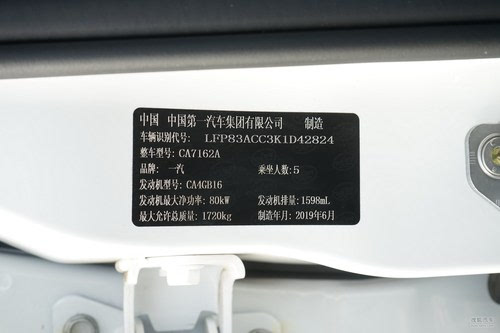 中国 中国第一汽车集团有限公司 制造
车辆识别代号: LFP83ACC3K1D42824
整车型号: CA7162A
品牌: 一汽 乘坐人数: 5
发动机型号: CA4GB16
发动机最大净功率: 80kW 发动机排量: 1598mL
最大允许总质量: 1720kg 制造年月: 2019年6月